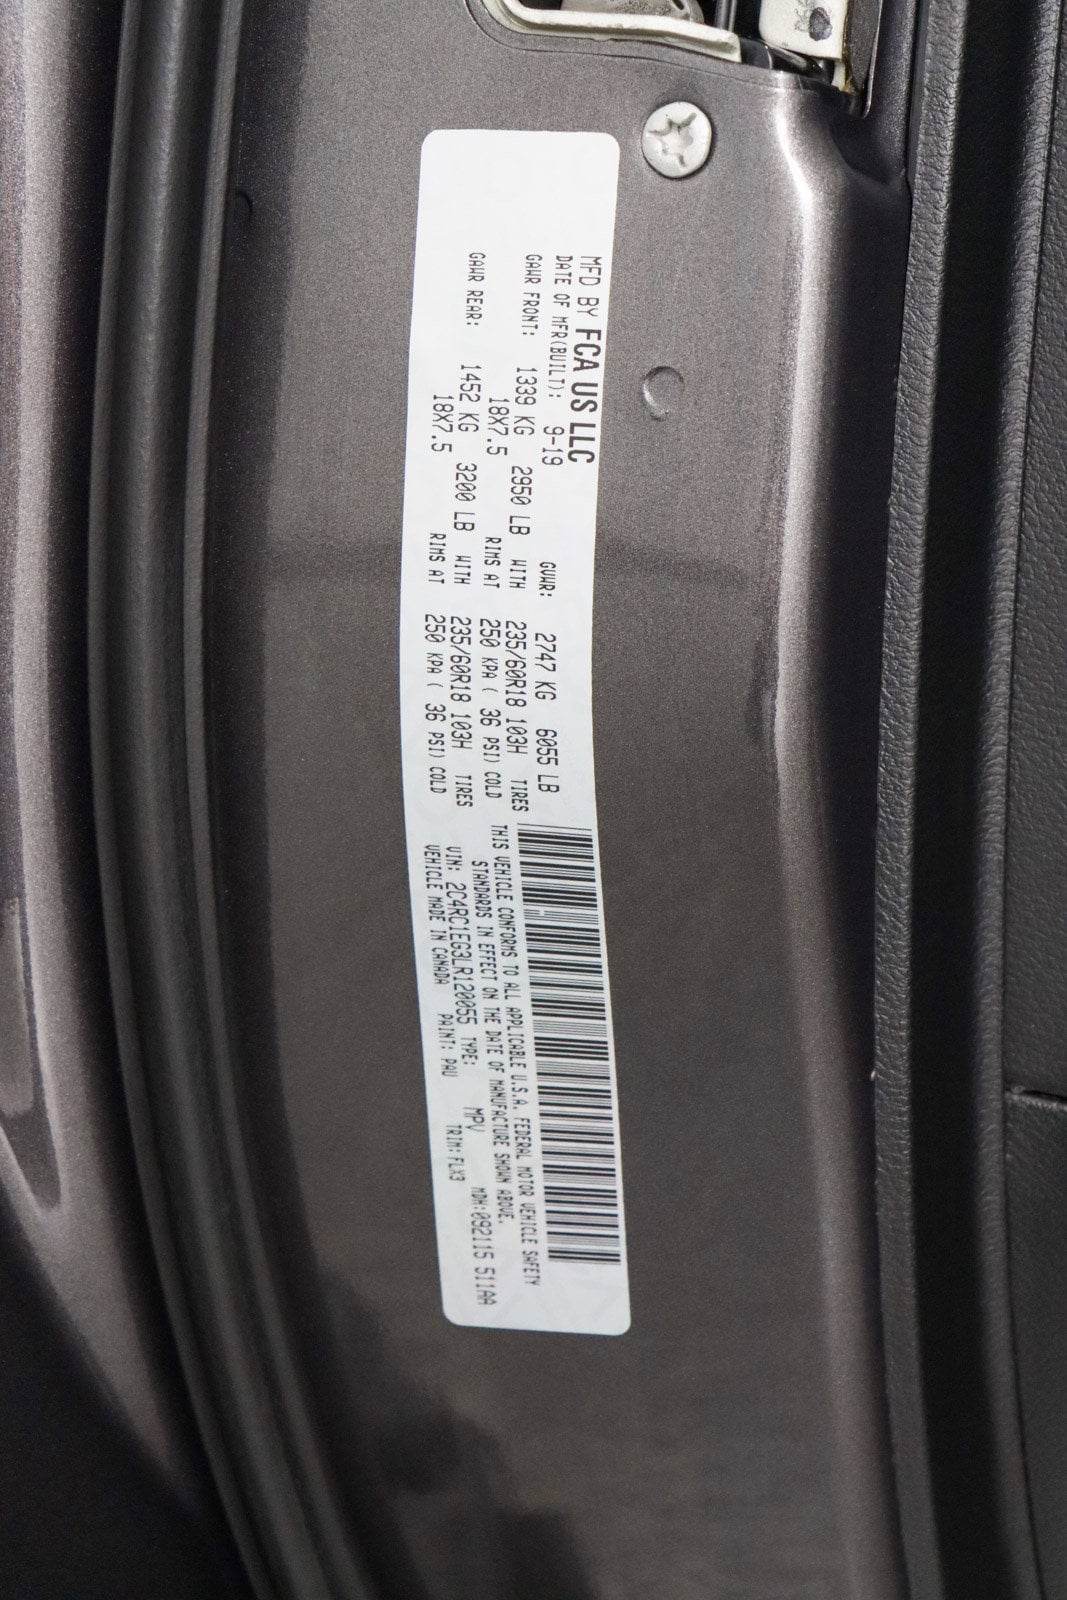 MFD BY FCA US LLC
DATE OF MFR(BUILT): 9-19 GVWR: 2747 KG 6055 LB
GAWR FRONT: 1339 KG 2950 LB WITH 235/60R18 103H TIRES
18X7.5 RIMS AT 250 KPA ( 36 PSI) COLD
GAWR REAR: 1452 KG 3200 LB WITH 235/60R18 103H TIRES
18X7.5 RIMS AT 250 KPA ( 36 PSI) COLD
THIS VEHICLE CONFORMS TO ALL APPLICABLE U.S.A. FEDERAL MOTOR VEHICLE SAFETY
STANDARDS IN EFFECT ON THE DATE OF MANUFACTURE SHOWN ABOVE.
VIN: 2C4RC1EG3LR120055 TYPE: MPV MDH:092115 511AA
VEHICLE MADE IN CANADA PAINT: PAU TRIM:FLX3